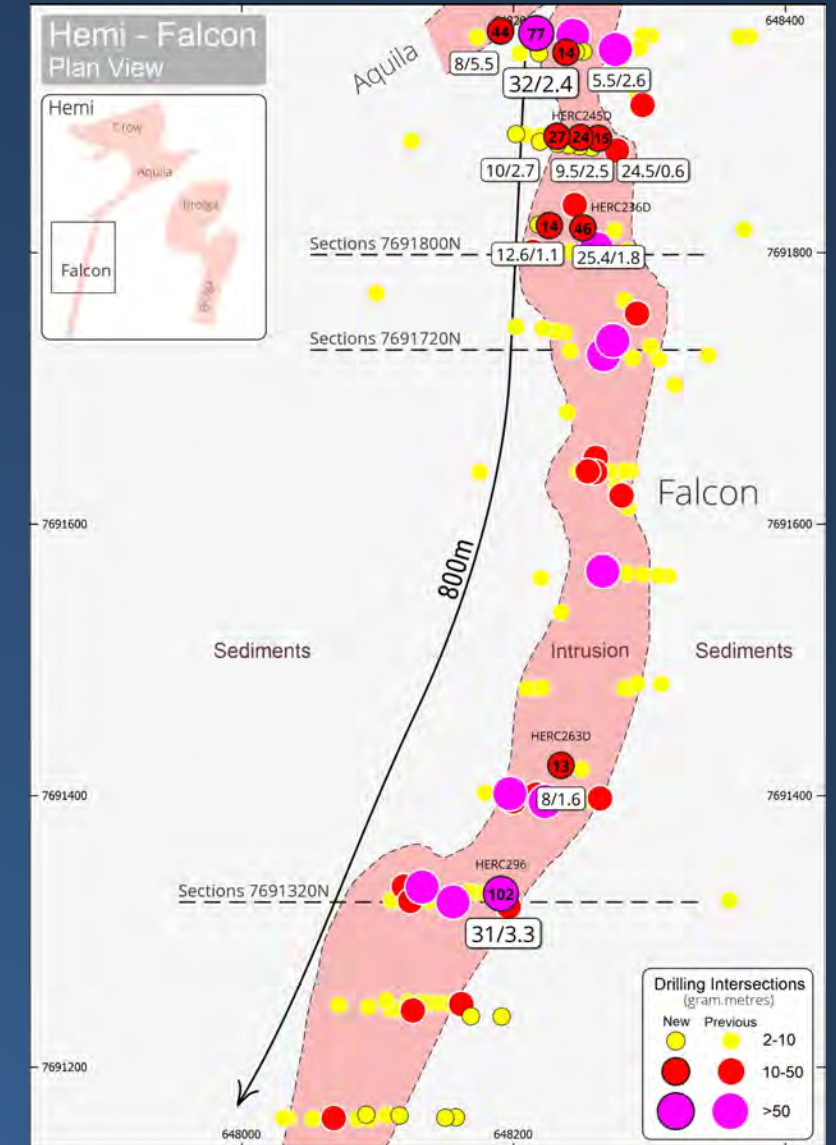 Hemi - Falcon
Plan View
Hemi
Crow
Aquila
Falcon
Aquila
648400
44
77
14
8/5.5
32/2.4
5.5/2.6
HERC245D
27
24
15
10/2.7
9.5/2.5
24.5/0.6
HERC236D
14
46
12.6/1.1
25.4/1.8
Sections 7691800N
7691800
Sections 7691720N
Falcon
7691600
7691600
800m
Sediments
Intrusion
Sediments
HERC263D
13
8/1.6
7691400
7691400
HERC296
102
Sections 7691320N
31/3.3
7691200
648000
648200
Drilling Intersections
(gram.metres)
New
Previous
2-10
10-50
>50